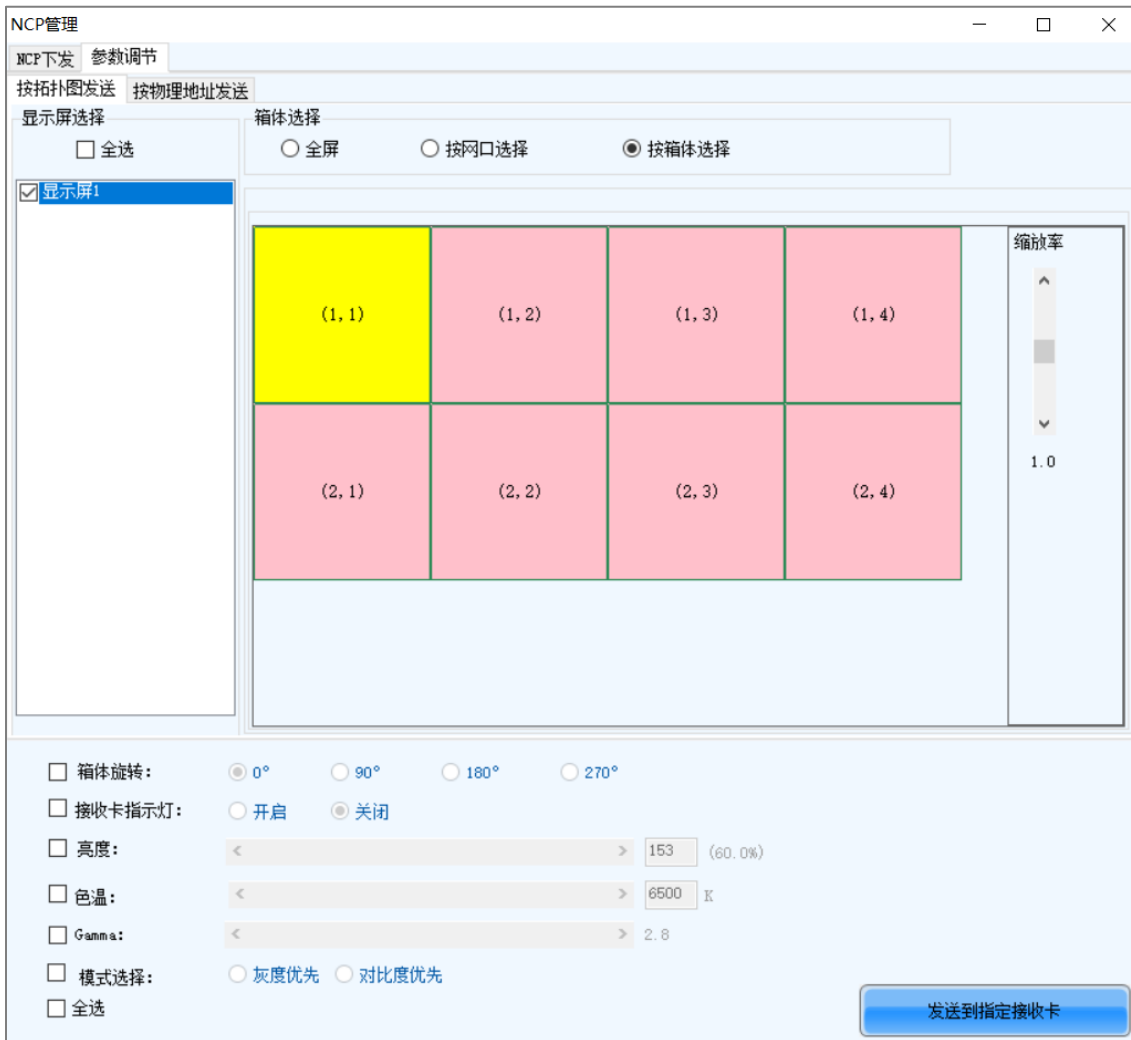 NCP管理
NCP下发 参数调节
按拓扑图发送 按物理地址发送
显示屏选择 箱体选择
全选 全屏 按网口选择 按箱体选择
显示屏1
缩放率
(1,1) (1,2) (1,3) (1,4)
1.0
(2,1) (2,2) (2,3) (2,4)
箱体旋转: 0° 90° 180° 270°
接收卡指示灯: 开启 关闭
亮度: 153 (60.0%)
色温: 6500 K
Gamma: 2.8
模式选择: 灰度优先 对比度优先
全选
发送到指定接收卡